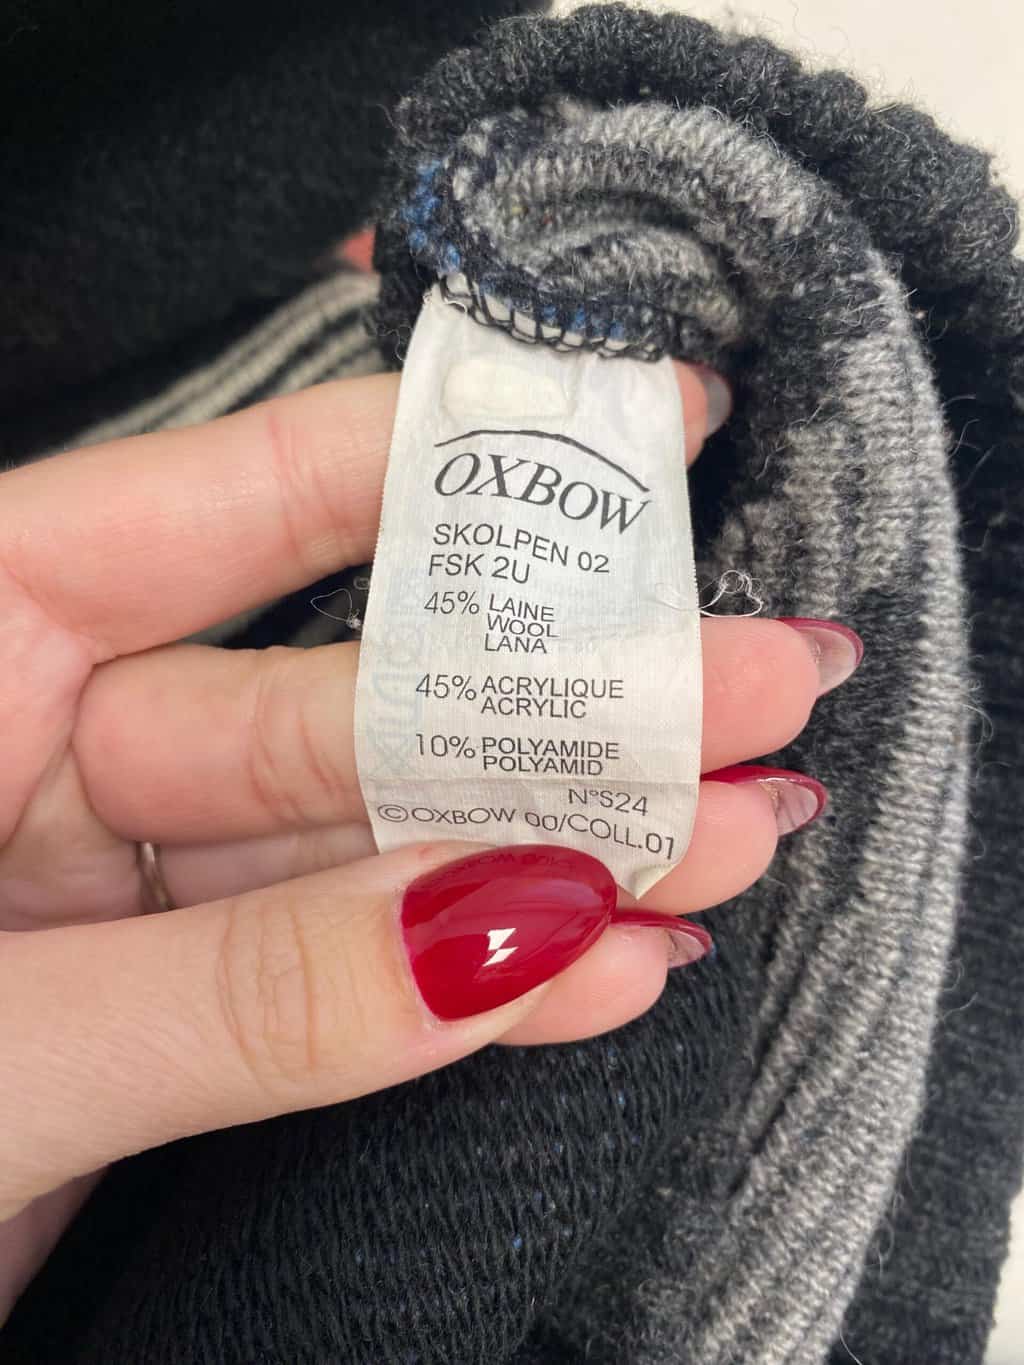 OXBOW
SKOLPEN 02
FSK 2U
45% LAINE
WOOL
LANA
45% ACRYLIQUE
ACRYLIC
10% POLYAMIDE
POLYAMID
N°S24
©OXBOW 00/COLL.01